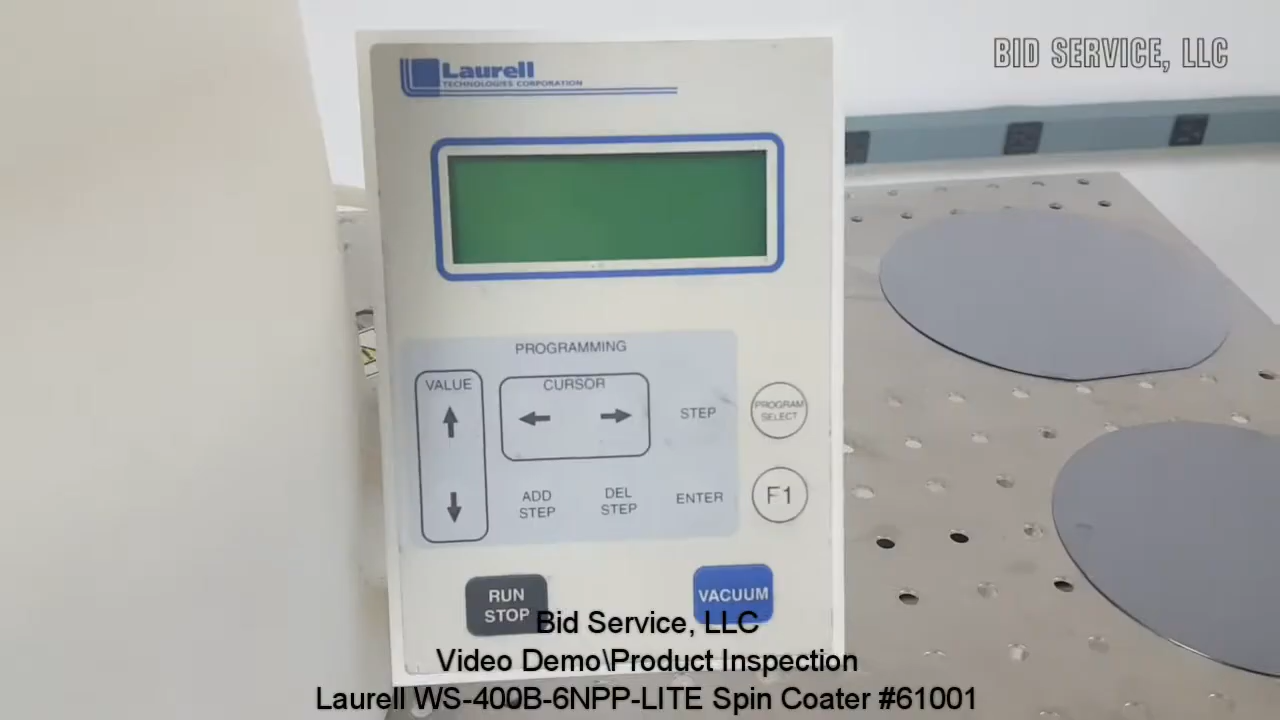 BID SERVICE, LLC
Laurell
TECHNOLOGIES CORPORATION
PROGRAMMING
VALUE
CURSOR
STEP
PROGRAM
SELECT
ADD
STEP
DEL
STEP
ENTER
F1
RUN
STOP
VACUUM
Bid Service, LLC
Video Demo\Product Inspection
Laurell WS-400B-6NPP-LITE Spin Coater #61001